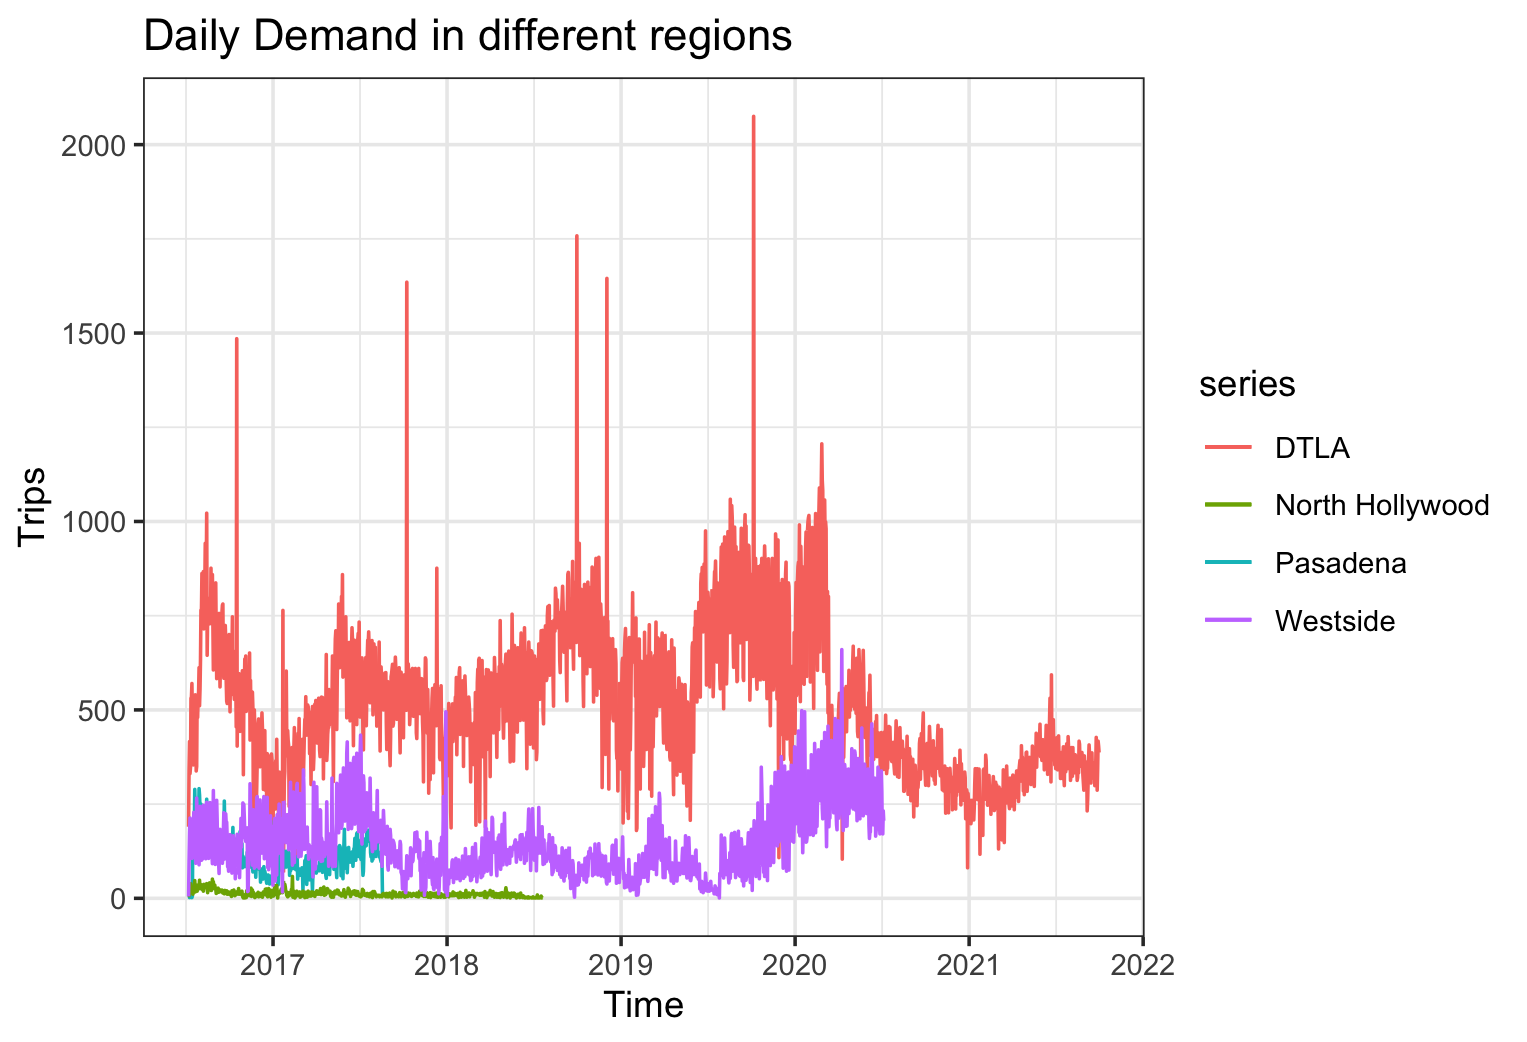 Daily Demand in different regions
Trips
2000
1500
1000
500
0
2017 2018 2019 2020 2021 2022
Time
series
DTLA
North Hollywood
Pasadena
Westside